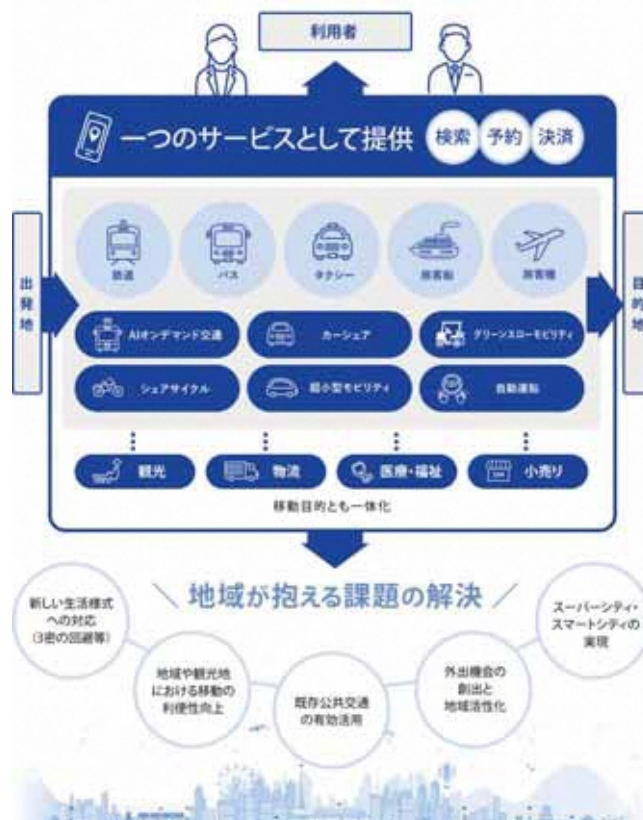 利用者
一つのサービスとして提供
検索
予約
決済
出発地
目的地
鉄道
バス
タクシー
旅客船
旅客機
AIオンデマンド交通
カーシェア
グリーンスローモビリティ
シェアサイクル
超小型モビリティ
自動運転
観光
物流
医療・福祉
小売り
移動目的とも一体化
地域が抱える課題の解決
新しい生活様式
への対応
(3密の回避等)
地域や観光地
における移動の
利便性向上
既存公共交通
の有効活用
外出機会の
創出と
地域活性化
スーパーシティ・
スマートシティの
実現